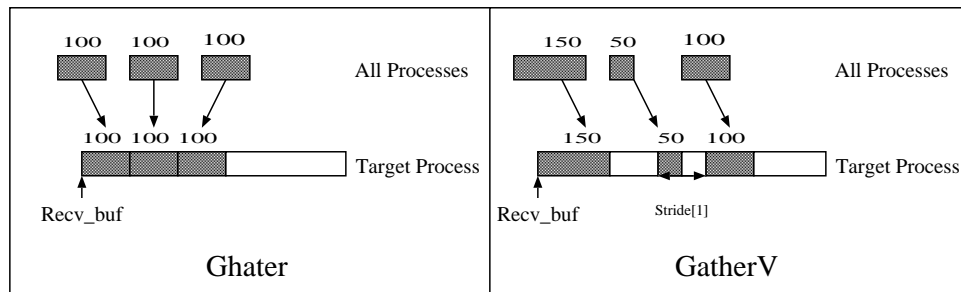 100 100 100
All Processes
100 100 100
Target Process
Recv_buf
Ghater
150 50 100
All Processes
150 50 100
Target Process
Recv_buf
Stride[1]
GatherV